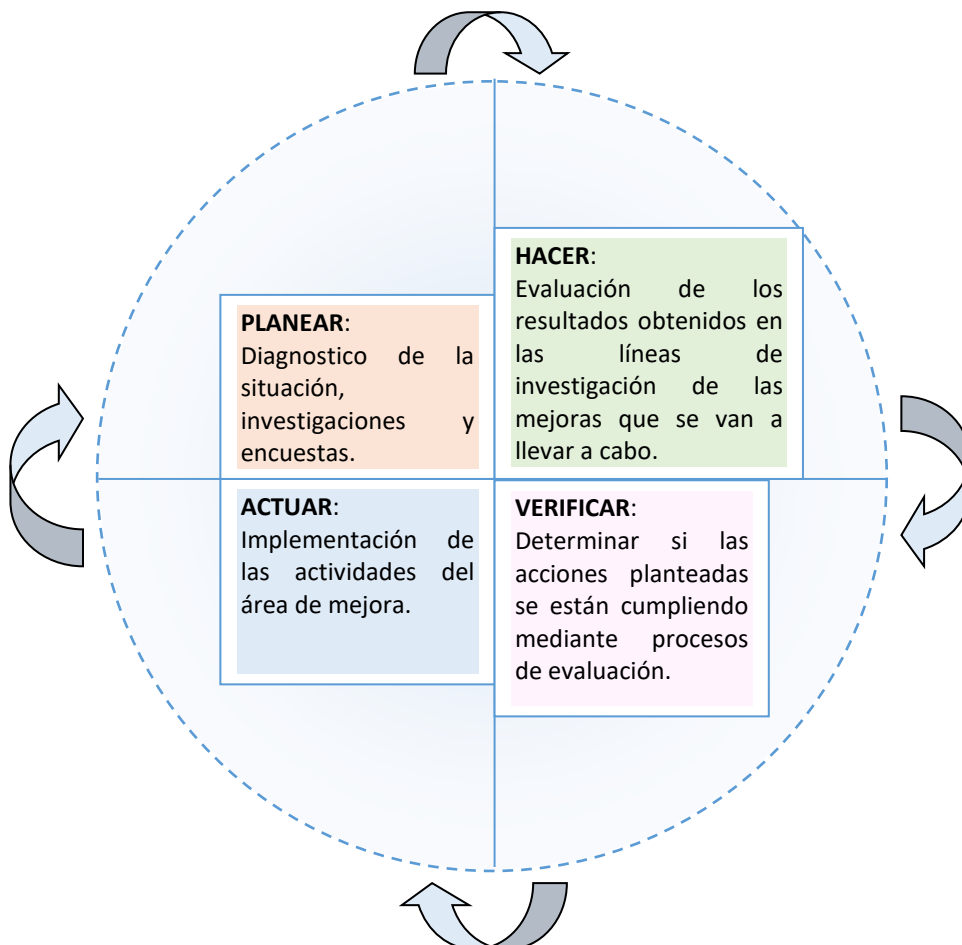 PLANEAR:
Diagnostico de la
situación,
investigaciones y
encuestas.
HACER:
Evaluación de los
resultados obtenidos en
las líneas de
investigación de las
mejoras que se van a
llevar a cabo.
ACTUAR:
Implementación de
las actividades del
área de mejora.
VERIFICAR:
Determinar si las
acciones planteadas
se están cumpliendo
mediante procesos
de evaluación.